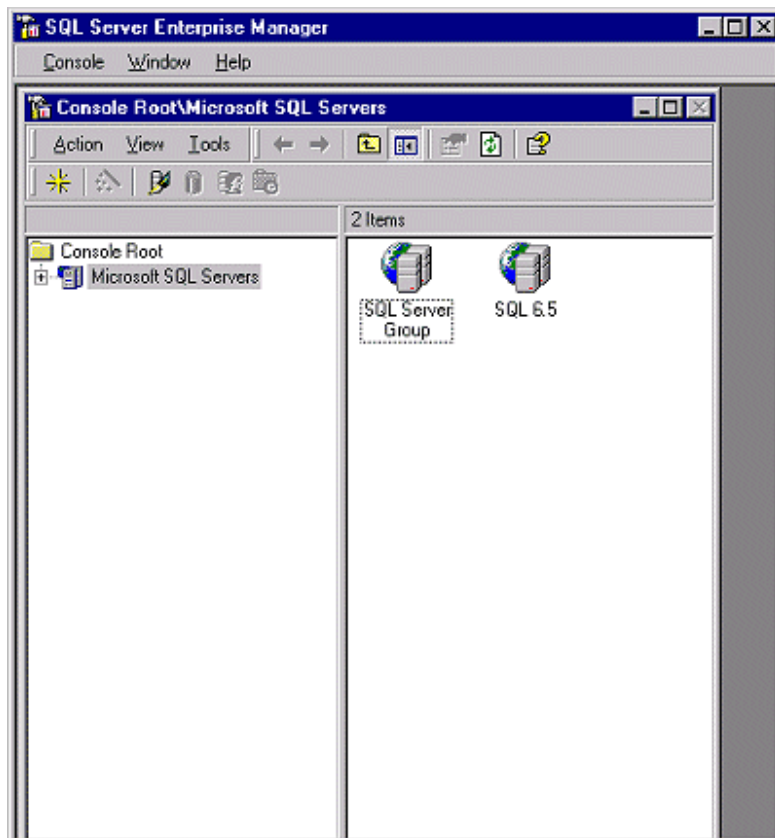 SQL Server Enterprise Manager
Console Window Help
Console Root\Microsoft SQL Servers
Action View Tools
2 Items
Console Root
Microsoft SQL Servers
SQL Server
Group
SQL 6.5